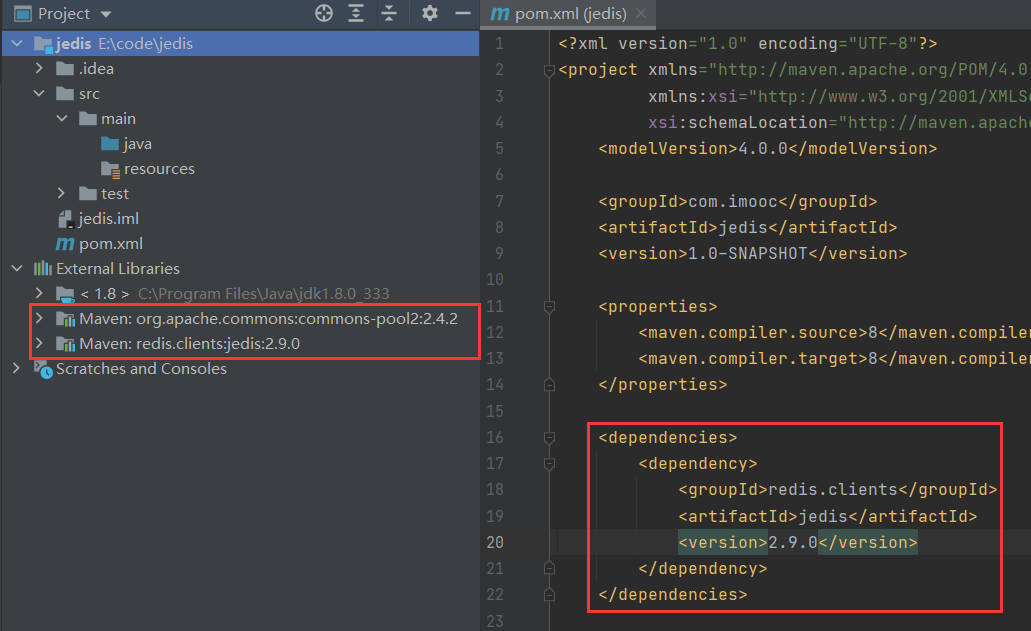 Project
jedis E:\code\jedis
.idea
src
main
java
resources
test
jedis.iml
pom.xml
External Libraries
< 1.8 > C:\Program Files\Java\jdk1.8.0_333
Maven: org.apache.commons:commons-pool2:2.4.2
Maven: redis.clients:jedis:2.9.0
Scratches and Consoles
pom.xml (jedis)
1 <?xml version="1.0" encoding="UTF-8"?>
2 <project xmlns="http://maven.apache.org/POM/4.0
3 xmlns:xsi="http://www.w3.org/2001/XMLSc
4 xsi:schemaLocation="http://maven.apache
5 <modelVersion>4.0.0</modelVersion>
6
7 <groupId>com.imooc</groupId>
8 <artifactId>jedis</artifactId>
9 <version>1.0-SNAPSHOT</version>
10
11 <properties>
12 <maven.compiler.source>8</maven.compiler
13 <maven.compiler.target>8</maven.compiler
14 </properties>
15
16 <dependencies>
17 <dependency>
18 <groupId>redis.clients</groupId>
19 <artifactId>jedis</artifactId>
20 <version>2.9.0</version>
21 </dependency>
22 </dependencies>
23